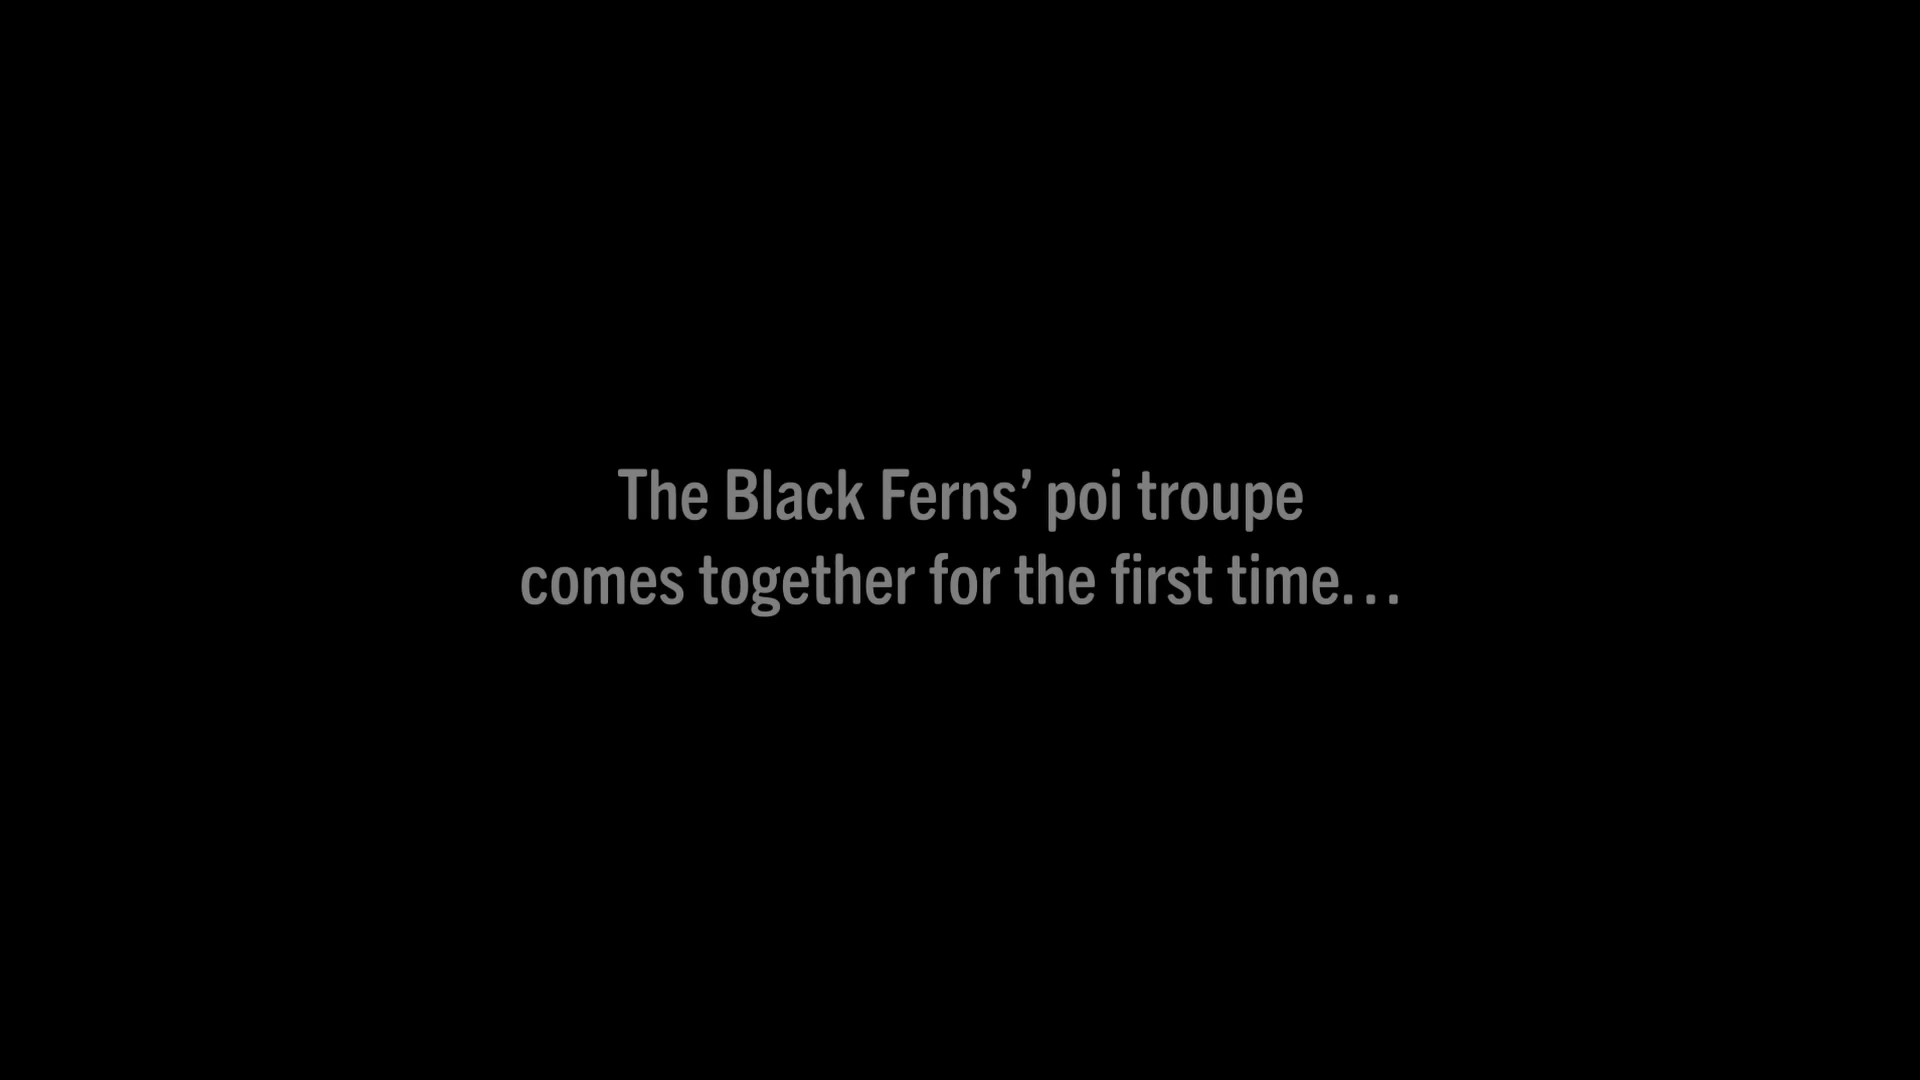 The Black Ferns’ poi troupe
comes together for the first time…